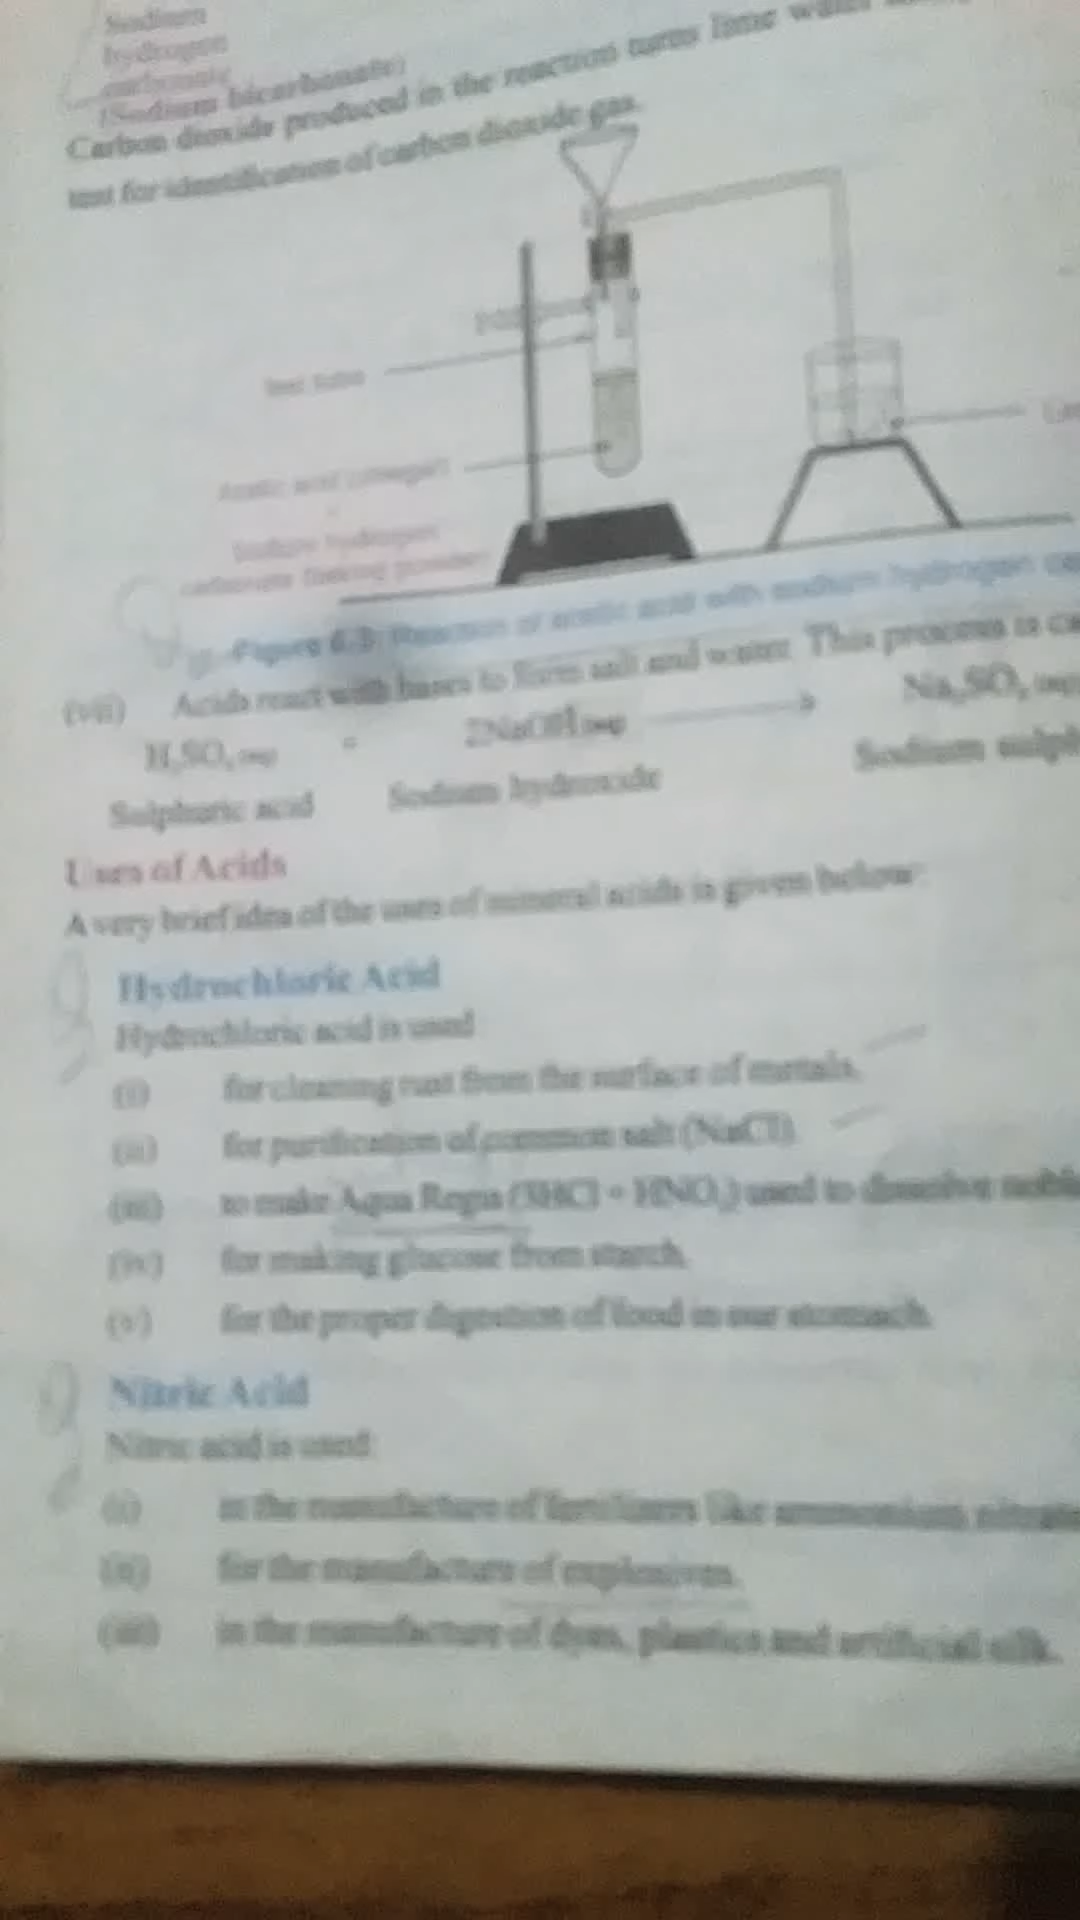 Sodium
hydrogen
carbonate
(Sodium bicarbonate)
Carbon dioxide produced in the reaction turns lime water
test for identification of carbon dioxide gas.
test tube
Acetic acid (vinegar)
+
Sodium hydrogen
carbonate (baking powder)
Figure 6.3: Reaction of acetic acid with sodium hydrogen
(vii) Acids react with bases to form salt and water. This process is
H₂SO₄ (aq) + 2NaOH (aq) → Na₂SO₄ (aq)
Sulphuric acid Sodium hydroxide Sodium
Uses of Acids
A very brief idea of the uses of mineral acids is given below:
Hydrochloric Acid
Hydrochloric acid is used
(i) for cleaning rust from the surface of metals.
(ii) for purification of common salt (NaCl).
(iii) to make Aqua Regia (3HCl + HNO₃) used to dissolve
(iv) for making glucose from starch.
(v) for the proper digestion of food in our stomach.
Nitric Acid
Nitric acid is used
(i) in the manufacture of fertilizers like ammonium nitrate
(ii) for the manufacture of explosives.
(iii) in the manufacture of dyes, plastics and artificial silk.